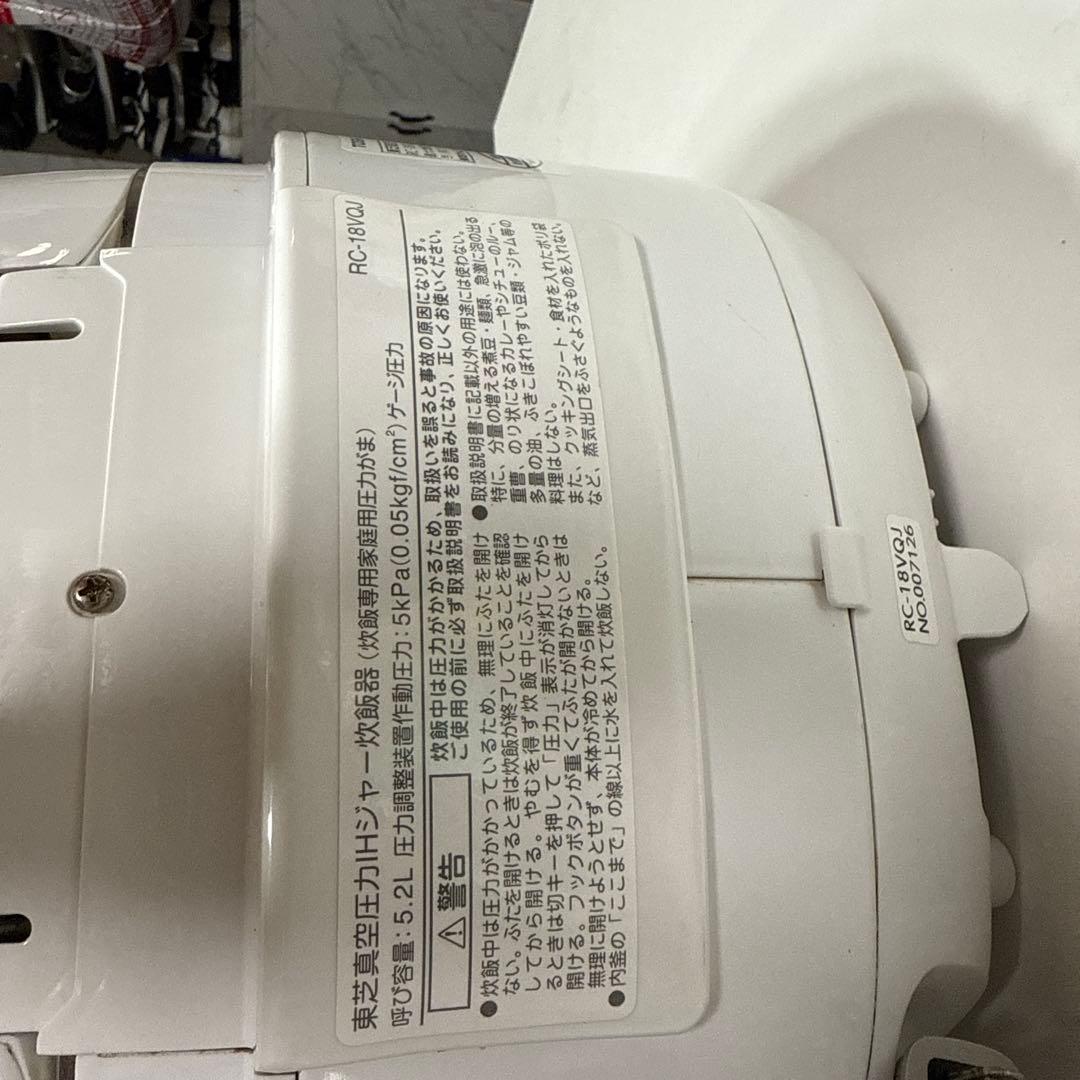 東芝真空圧力IHジャー炊飯器(炊飯専用家庭用圧力がま) RC-18VQJ
呼び容量:5.2L 圧力調整装置作動圧力:5kPa(0.05kgf/cm²)ゲージ圧力
⚠警告
炊飯中は圧力がかかるため、取扱いを誤ると事故の原因になります。
ご使用の前に必ず取扱説明書をお読みになり、正しくお使いください。
●炊飯中は圧力がかかっているため、無理にふたを開け
ない。ふたを開けるときは炊飯が終了していることを確認
してから開ける。やむを得ず炊飯中にふたを開け
るときは切キーを押して「圧力」表示が消灯してから
開ける。フックボタンが重くてふたが開かないときは
無理に開けようとせず、本体が冷めてから開ける。
●内釜の「ここまで」の線以上に水を入れて炊飯しない。
●取扱説明書に記載以外の用途には使わない。
特に、分量の増える煮豆・麺類、急激に泡の出る
重曹、のり状になるカレーやシチューのルー、
多量の油、ふきこぼれやすい豆類・ジャム等の
料理はしない。
また、クッキングシート・食材を入れたポリ袋
など、蒸気出口をふさぐようなものを入れない。
RC-18VQJ
NO.007126